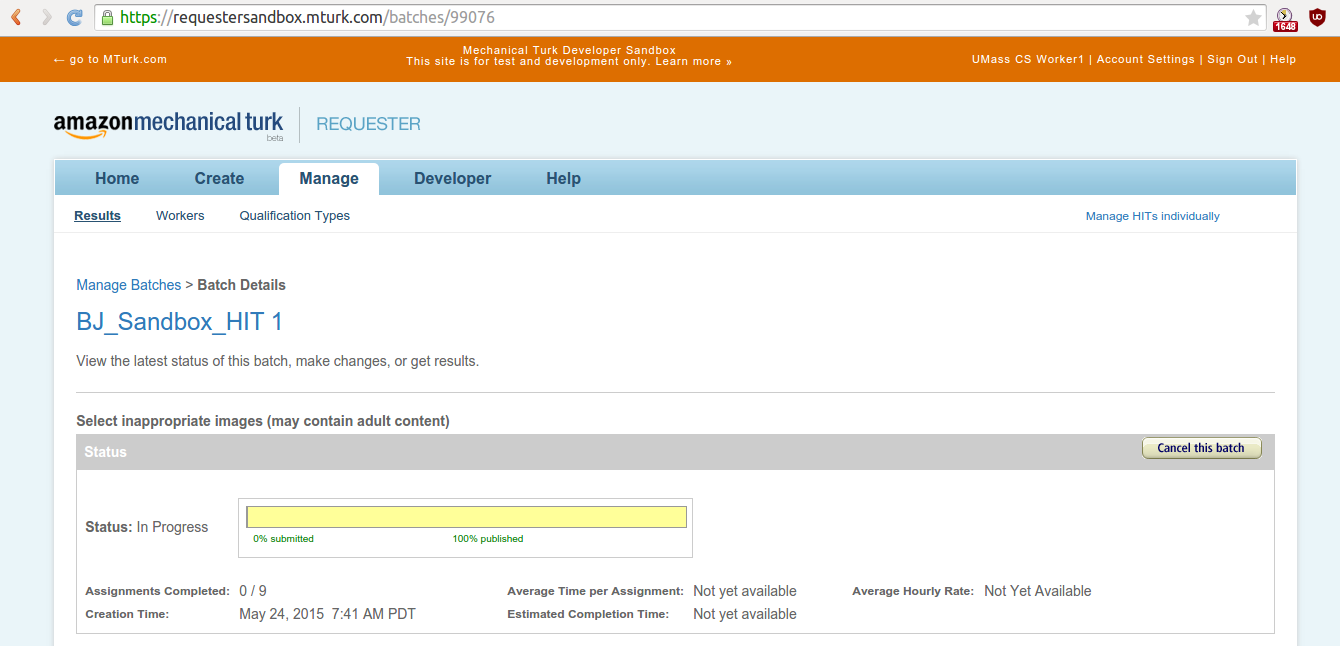 https://requestersandbox.mturk.com/batches/99076
1648
UD
← go to MTurk.com
Mechanical Turk Developer Sandbox
This site is for test and development only. Learn more »
UMass CS Worker1 | Account Settings | Sign Out | Help
amazonmechanical turk
beta
REQUESTER
Home Create Manage Developer Help
Results Workers Qualification Types Manage HITs individually
Manage Batches > Batch Details
BJ_Sandbox_HIT 1
View the latest status of this batch, make changes, or get results.
Select inappropriate images (may contain adult content)
Status Cancel this batch
Status: In Progress
0% submitted 100% published
Assignments Completed: 0 / 9 Average Time per Assignment: Not yet available Average Hourly Rate: Not Yet Available
Creation Time: May 24, 2015 7:41 AM PDT Estimated Completion Time: Not yet available